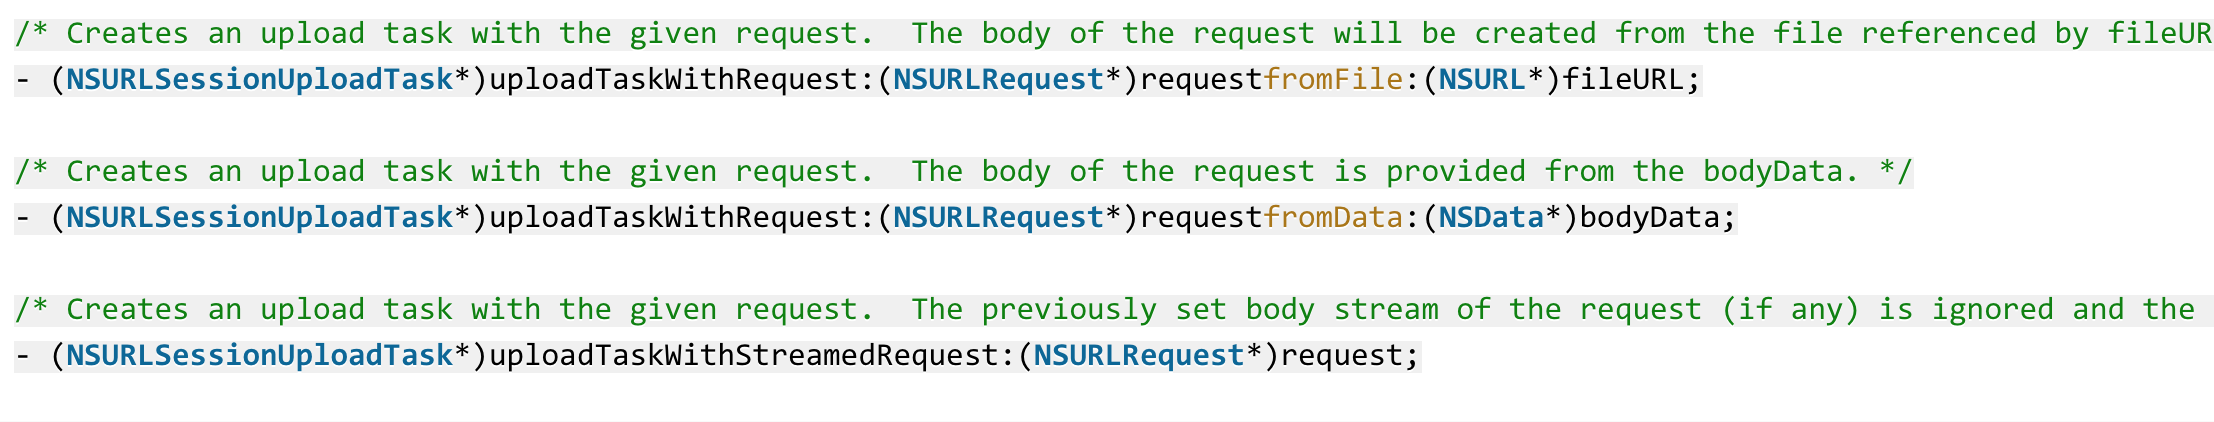 /* Creates an upload task with the given request.  The body of the request will be created from the file referenced by fileUR
- (NSURLSessionUploadTask*)uploadTaskWithRequest:(NSURLRequest*)requestfromFile:(NSURL*)fileURL;
/* Creates an upload task with the given request.  The body of the request is provided from the bodyData. */
- (NSURLSessionUploadTask*)uploadTaskWithRequest:(NSURLRequest*)requestfromData:(NSData*)bodyData;
/* Creates an upload task with the given request.  The previously set body stream of the request (if any) is ignored and the
- (NSURLSessionUploadTask*)uploadTaskWithStreamedRequest:(NSURLRequest*)request;